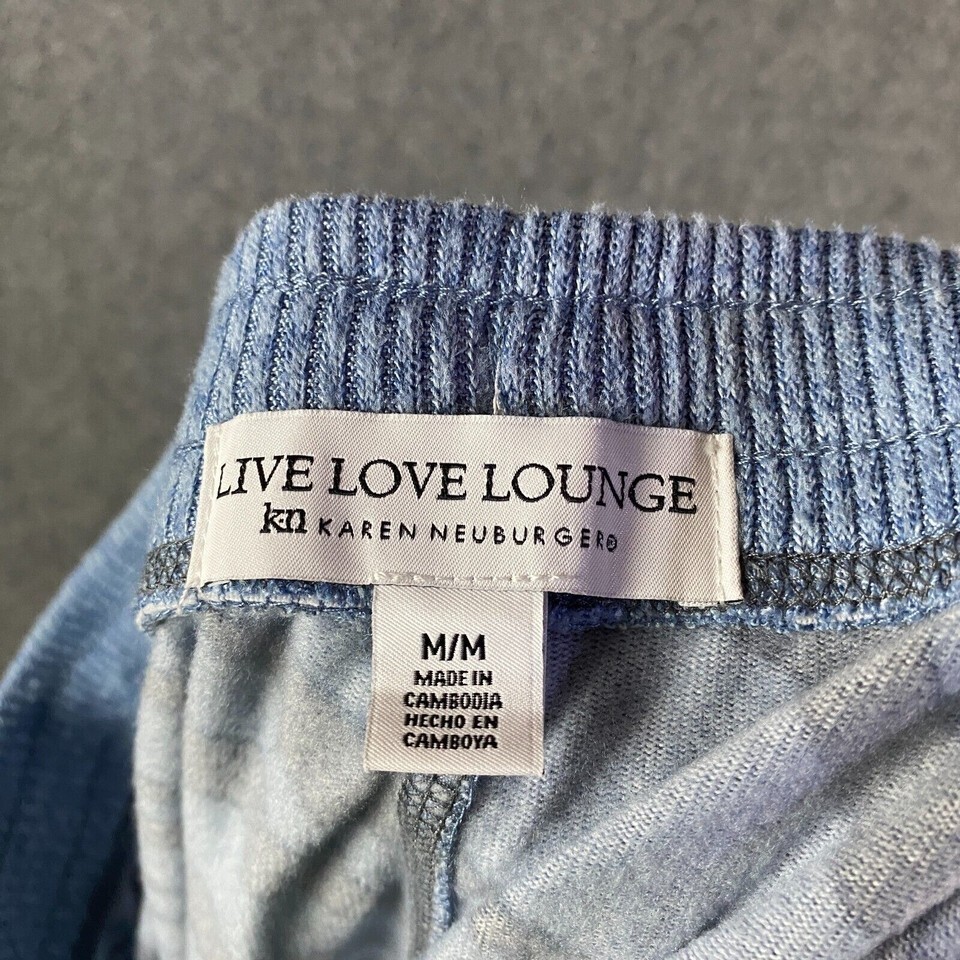 LIVE LOVE LOUNGE
kn KAREN NEUBURGER®
M/M
MADE IN
CAMBODIA
HECHO EN
CAMBOYA